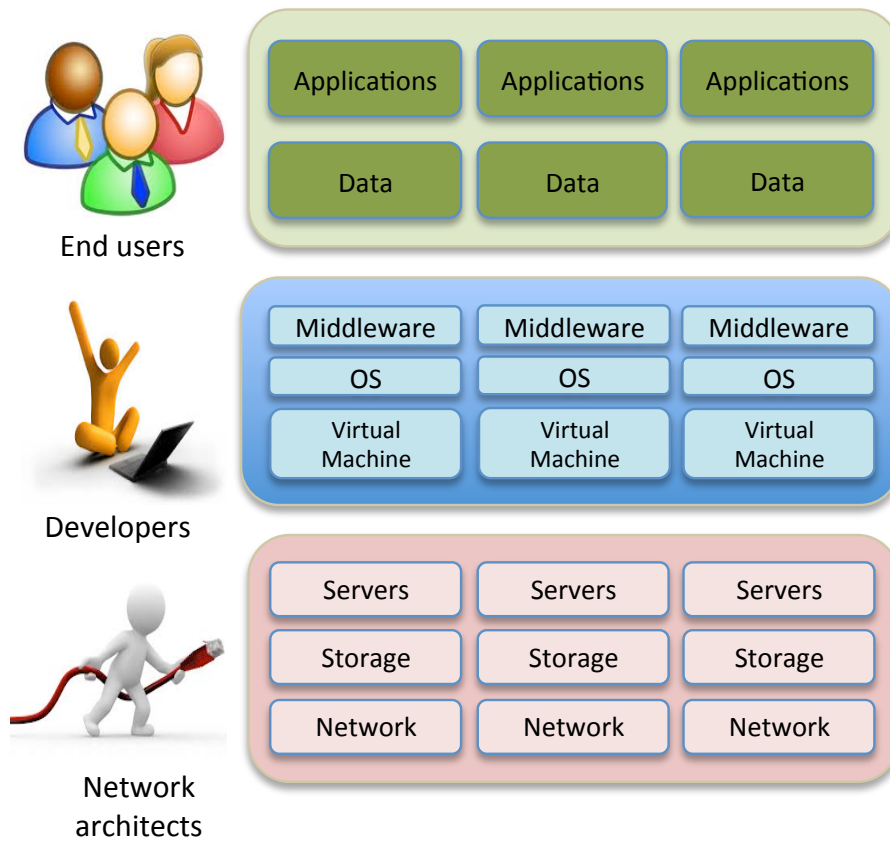 Applications Applications Applications
Data Data Data
End users
Middleware Middleware Middleware
OS OS OS
Virtual Machine Virtual Machine Virtual Machine
Developers
Servers Servers Servers
Storage Storage Storage
Network Network Network
Network
architects